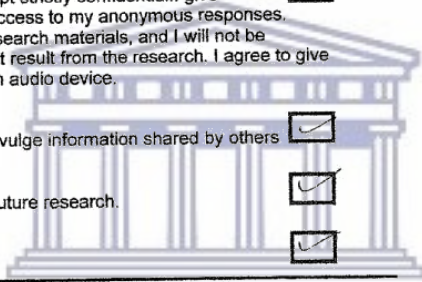 access to my anonymous responses.
search materials, and I will not be
t result from the research. I agree to give
n audio device.
vulge information shared by others
uture research.